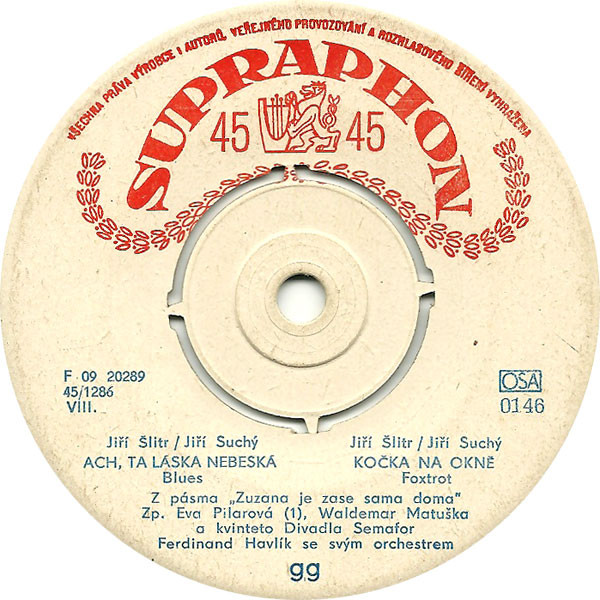 VŠECHNA PRÁVA VÝROBCE I AUTORŮ, VEŘEJNÉHO PROVOZOVÁNÍ A ROZHLASOVÉHO ŠÍŘENÍ VYHRAŽENA
SUPRAPHON
45 45
F 09 20289
45/1286
VIII.
OSA
0146
Jiří Šlitr / Jiří Suchý
ACH, TA LÁSKA NEBESKÁ
Blues
Jiří Šlitr / Jiří Suchý
KOČKA NA OKNĚ
Foxtrot
Z pásma „Zuzana je zase sama doma"
Zp. Eva Pilarová (1), Waldemar Matuška
a kvinteto Divadla Semafor
Ferdinand Havlík se svým orchestrem
gg